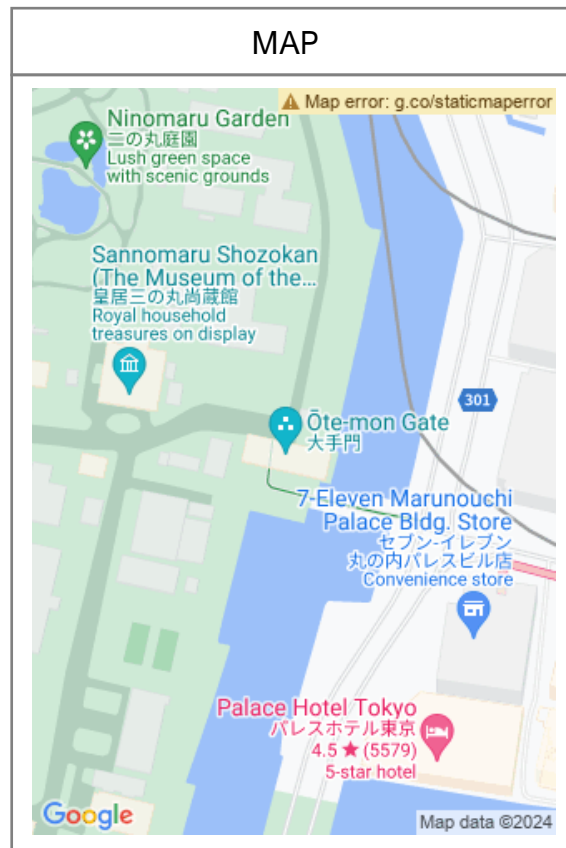 MAP
Map error: g.co/staticmaperror
Ninomaru Garden
二の丸庭園
Lush green space
with scenic grounds
Sannomaru Shozokan
(The Museum of the...
皇居三の丸尚蔵館
Royal household
treasures on display
301
Ōte-mon Gate
大手門
7-Eleven Marunouchi
Palace Bldg. Store
セブン-イレブン
丸の内パレスビル店
Convenience store
Palace Hotel Tokyo
パレスホテル東京
4.5 ★ (5579)
5-star hotel
Google
Map data ©2024